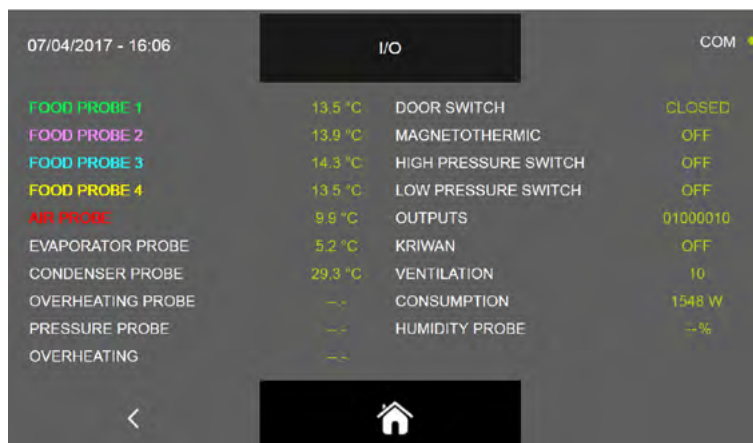 07/04/2017 - 16:06 I/O COM
FOOD PROBE 1 13.5 °C DOOR SWITCH CLOSED
FOOD PROBE 2 13.9 °C MAGNETOTHERMIC OFF
FOOD PROBE 3 14.3 °C HIGH PRESSURE SWITCH OFF
FOOD PROBE 4 13.5 °C LOW PRESSURE SWITCH OFF
AIR PROBE 9.9 °C OUTPUTS 01000010
EVAPORATOR PROBE 5.2 °C KRIWAN OFF
CONDENSER PROBE 29.3 °C VENTILATION 10
OVERHEATING PROBE --.- CONSUMPTION 1548 W
PRESSURE PROBE --.- HUMIDITY PROBE --%
OVERHEATING --.-